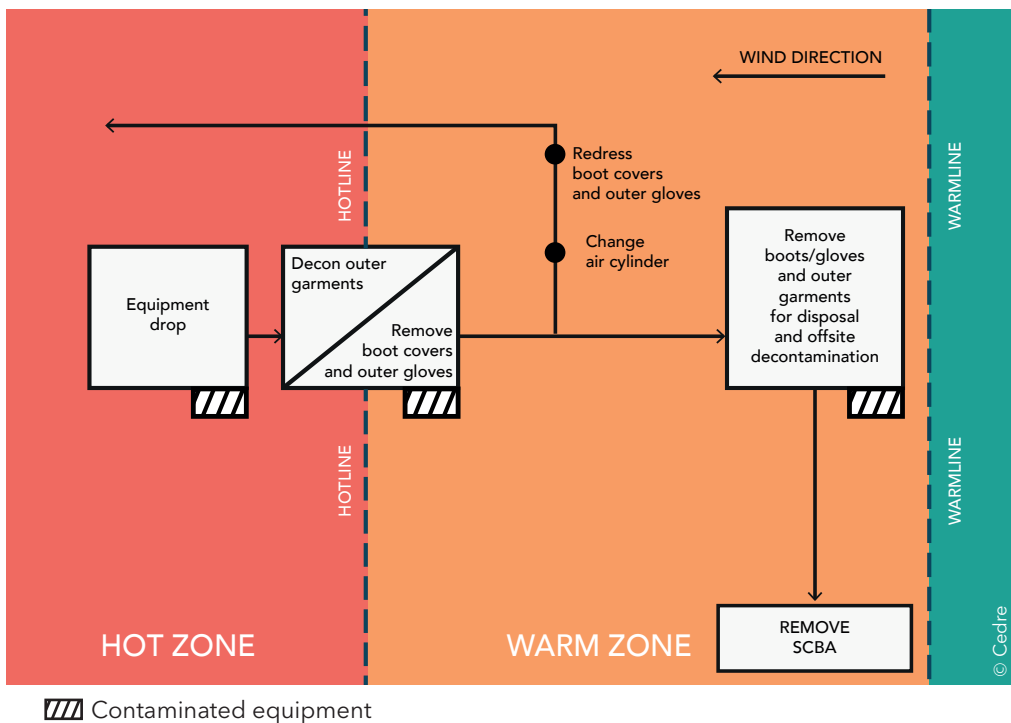 WIND DIRECTION
HOTLINE
WARMLINE
Redress
boot covers
and outer gloves
Change
air cylinder
Equipment
drop
Decon outer
garments
Remove
boot covers
and outer gloves
Remove
boots/gloves
and outer
garments
for disposal
and offsite
decontamination
HOTLINE
WARMLINE
HOT ZONE
WARM ZONE
REMOVE
SCBA
© Cedre
Contaminated equipment